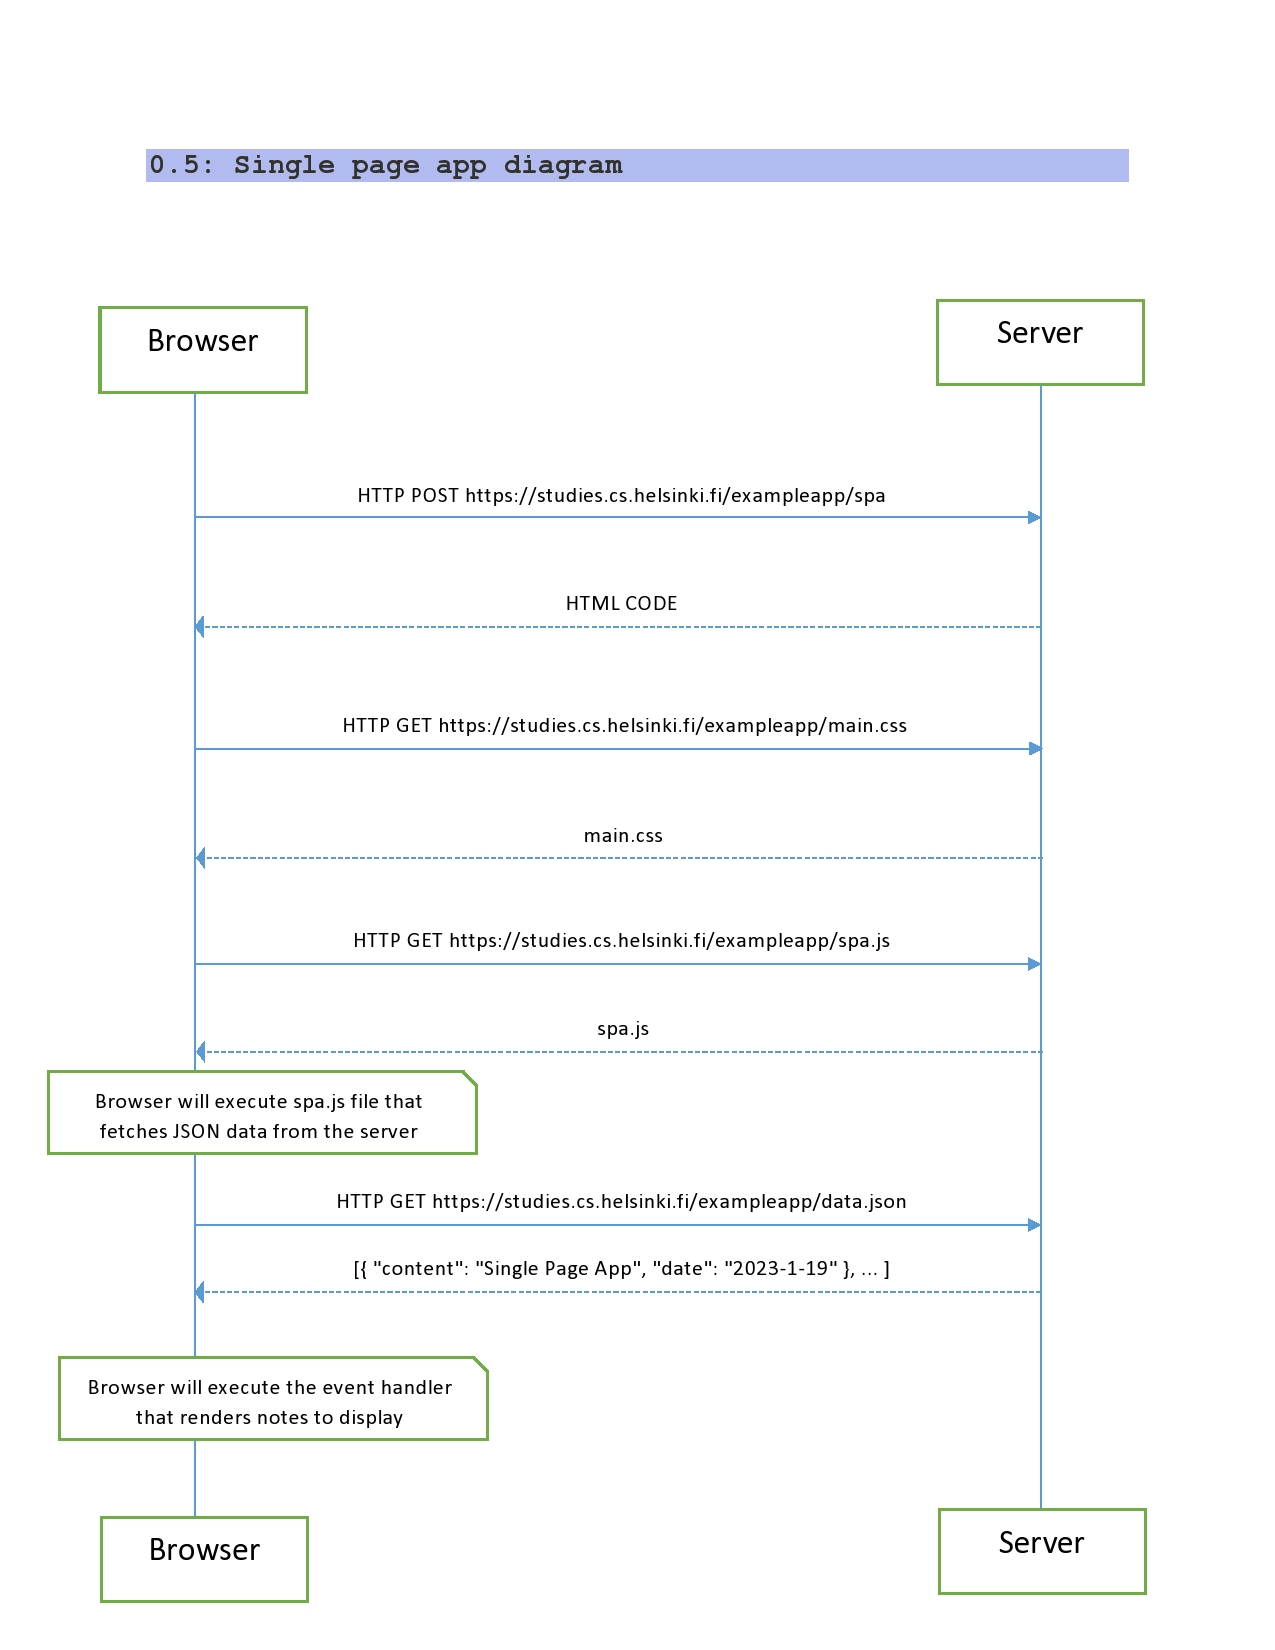 0.5: Single page app diagram
Browser
Server
HTTP POST https://studies.cs.helsinki.fi/exampleapp/spa
HTML CODE
HTTP GET https://studies.cs.helsinki.fi/exampleapp/main.css
main.css
HTTP GET https://studies.cs.helsinki.fi/exampleapp/spa.js
spa.js
Browser will execute spa.js file that
fetches JSON data from the server
HTTP GET https://studies.cs.helsinki.fi/exampleapp/data.json
[{ "content": "Single Page App", "date": "2023-1-19" }, ... ]
Browser will execute the event handler
that renders notes to display
Browser
Server